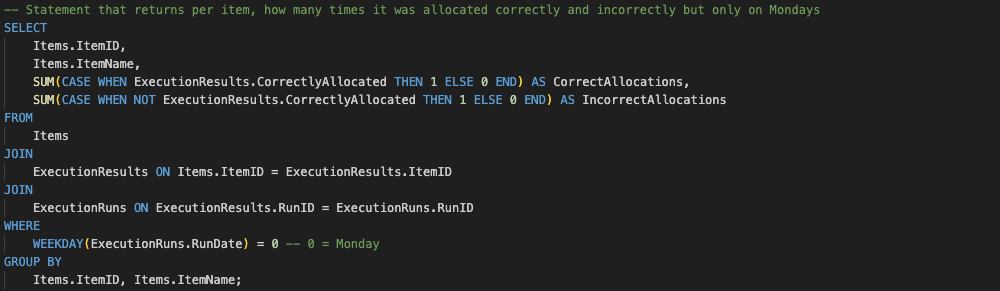 -- Statement that returns per item, how many times it was allocated correctly and incorrectly but only on Mondays
SELECT
    Items.ItemID,
    Items.ItemName,
    SUM(CASE WHEN ExecutionResults.CorrectlyAllocated THEN 1 ELSE 0 END) AS CorrectAllocations,
    SUM(CASE WHEN NOT ExecutionResults.CorrectlyAllocated THEN 1 ELSE 0 END) AS IncorrectAllocations
FROM
    Items
JOIN
    ExecutionResults ON Items.ItemID = ExecutionResults.ItemID
JOIN
    ExecutionRuns ON ExecutionResults.RunID = ExecutionRuns.RunID
WHERE
    WEEKDAY(ExecutionRuns.RunDate) = 0 -- 0 = Monday
GROUP BY
    Items.ItemID, Items.ItemName;